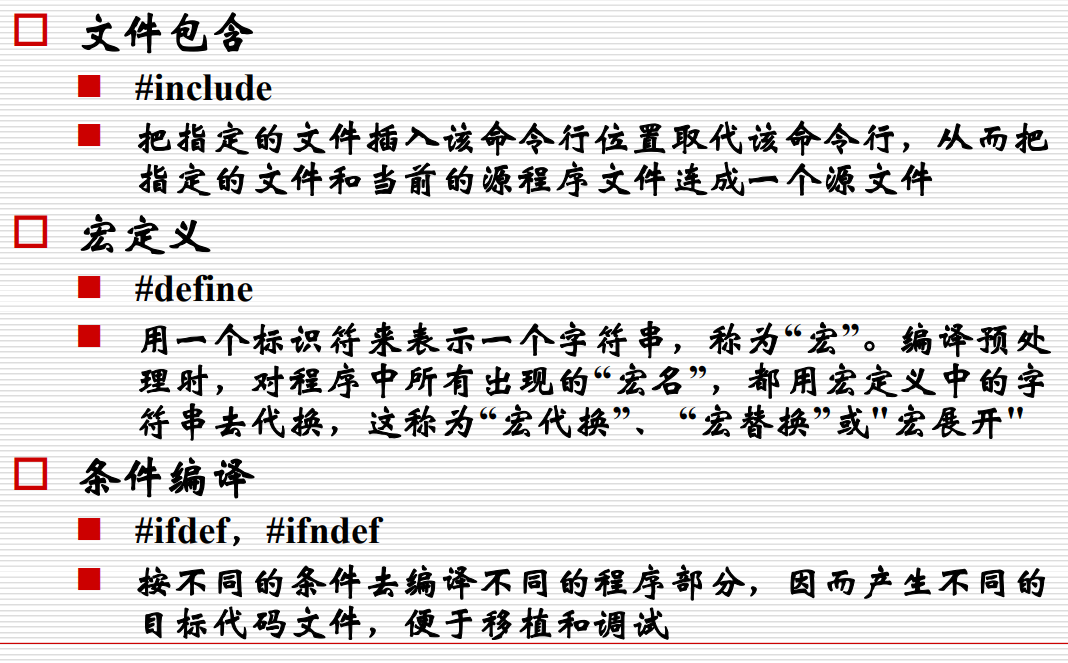 文件包含
#include
把指定的文件插入该命令行位置取代该命令行，从而把
指定的文件和当前的源程序文件连成一个源文件
宏定义
#define
用一个标识符来表示一个字符串，称为“宏”。编译预处
理时，对程序中所有出现的“宏名”，都用宏定义中的字
符串去代换，这称为“宏代换”、“宏替换”或"宏展开"
条件编译
#ifdef，#ifndef
按不同的条件去编译不同的程序部分，因而产生不同的
目标代码文件，便于移植和调试